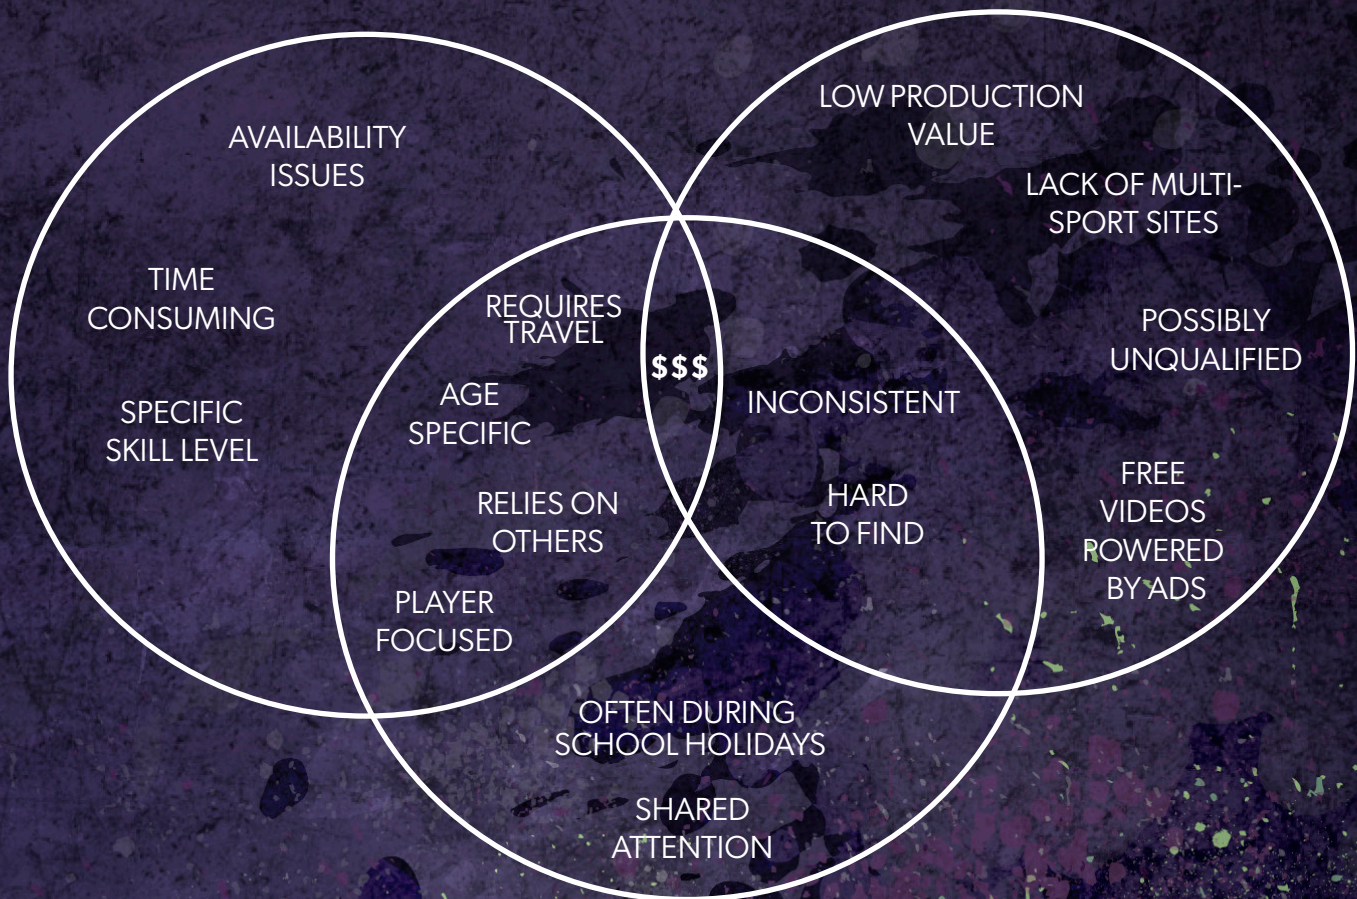 AVAILABILITY
ISSUES
TIME
CONSUMING
SPECIFIC
SKILL LEVEL
REQUIRES
TRAVEL
AGE
SPECIFIC
RELIES ON
OTHERS
PLAYER
FOCUSED
$$$
LOW PRODUCTION
VALUE
LACK OF MULTI-
SPORT SITES
POSSIBLY
UNQUALIFIED
FREE
VIDEOS
POWERED
BY ADS
INCONSISTENT
HARD
TO FIND
OFTEN DURING
SCHOOL HOLIDAYS
SHARED
ATTENTION